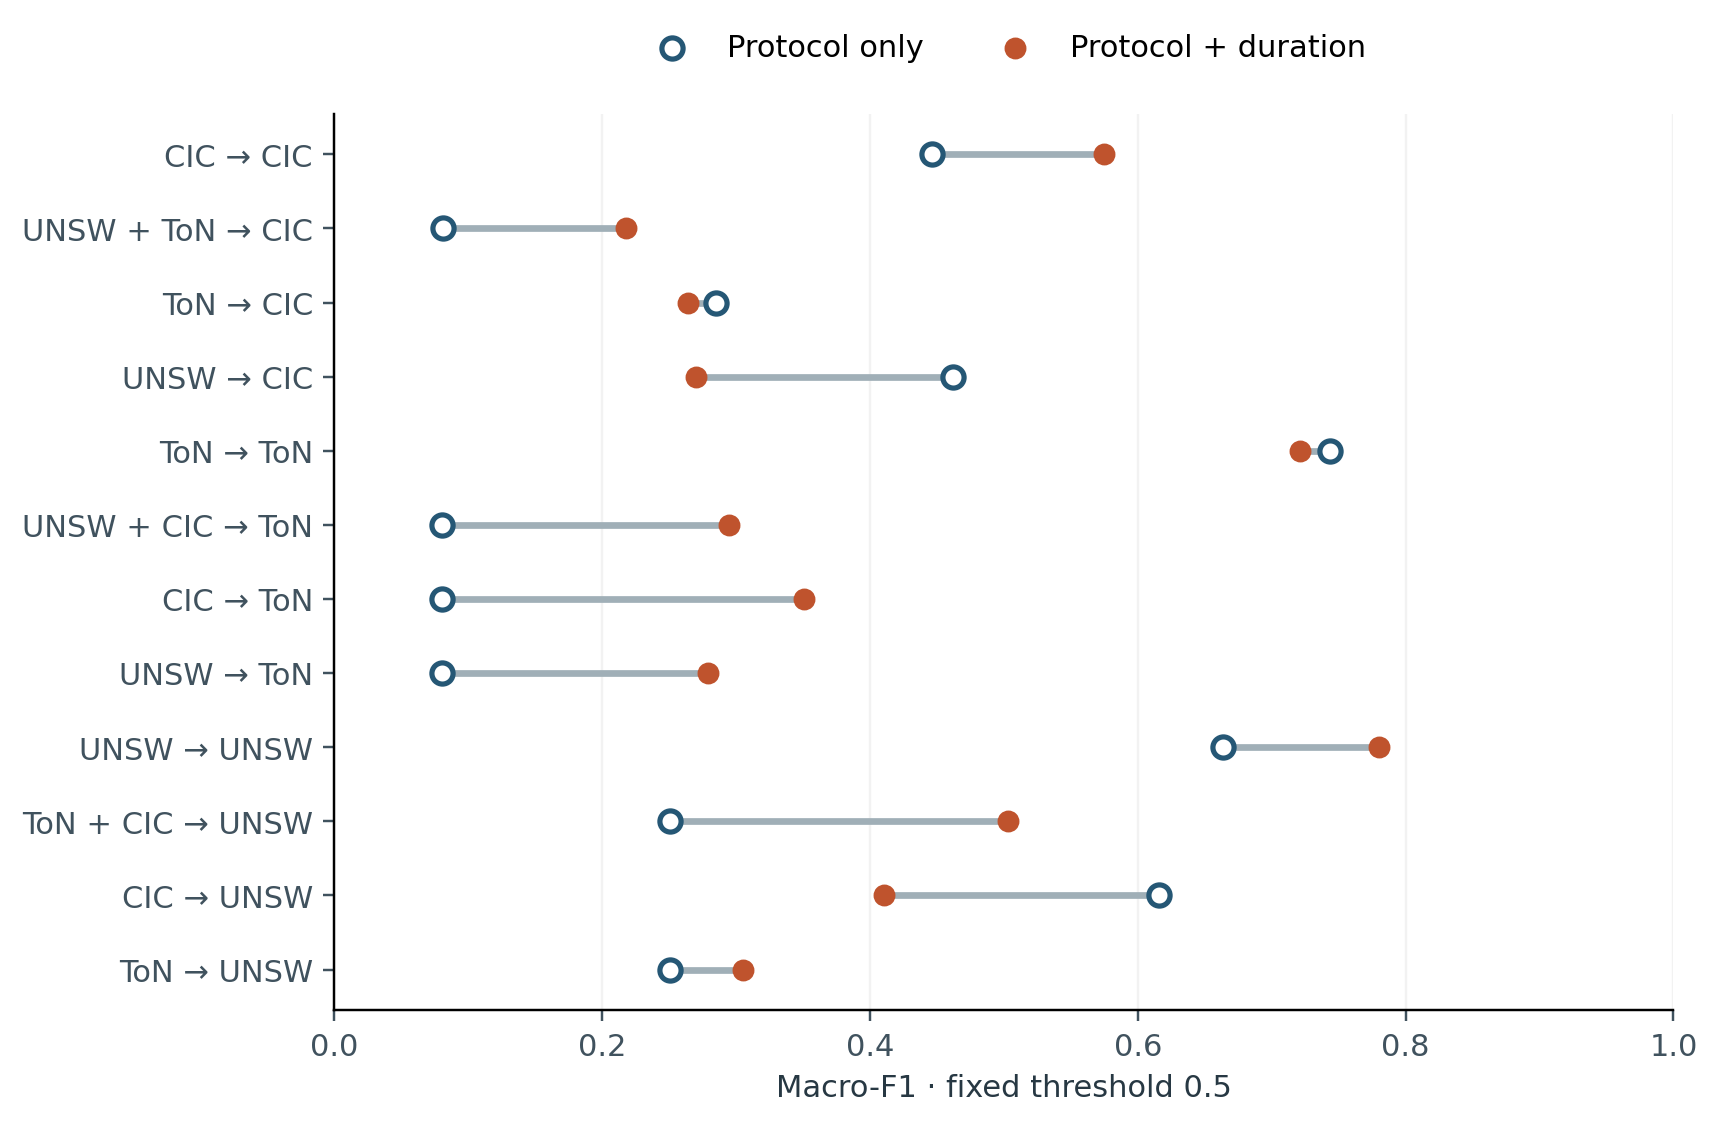 Protocol only Protocol + duration
CIC → CIC
UNSW + ToN → CIC
ToN → CIC
UNSW → CIC
ToN → ToN
UNSW + CIC → ToN
CIC → ToN
UNSW → ToN
UNSW → UNSW
ToN + CIC → UNSW
CIC → UNSW
ToN → UNSW
0.0 0.2 0.4 0.6 0.8 1.0
Macro-F1 · fixed threshold 0.5